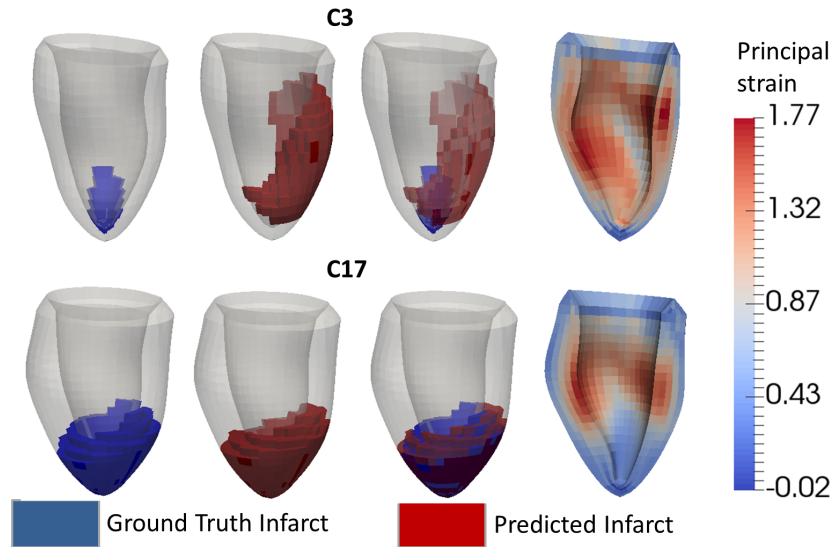 C3
Principal
strain
1.77
1.32
0.87
0.43
-0.02
C17
Ground Truth Infarct
Predicted Infarct